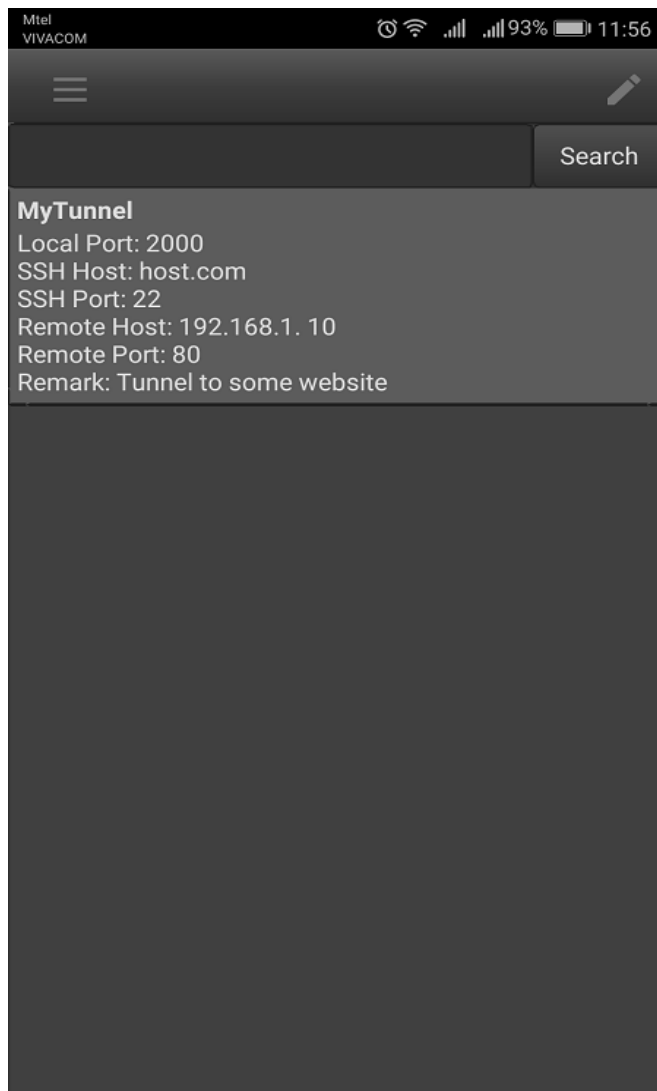 Mtel
VIVACOM
93% 11:56
Search
MyTunnel
Local Port: 2000
SSH Host: host.com
SSH Port: 22
Remote Host: 192.168.1. 10
Remote Port: 80
Remark: Tunnel to some website